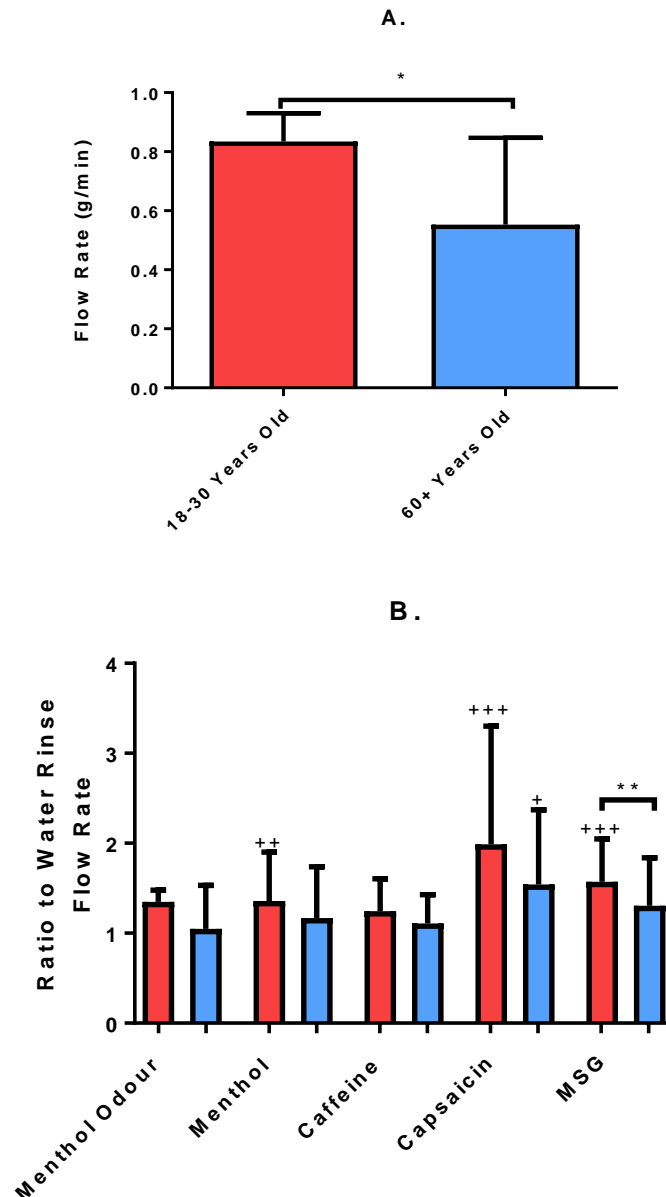 A.
*
1.0
0.8
0.6
0.4
0.2
0.0
Flow Rate (g/min)
18-30 Years Old
60+ Years Old
B.
4
3
2
1
0
Ratio to Water Rinse
Flow Rate
++
+++
+
+++
**
Menthol Odour
Menthol
Caffeine
Capsaicin
MSG